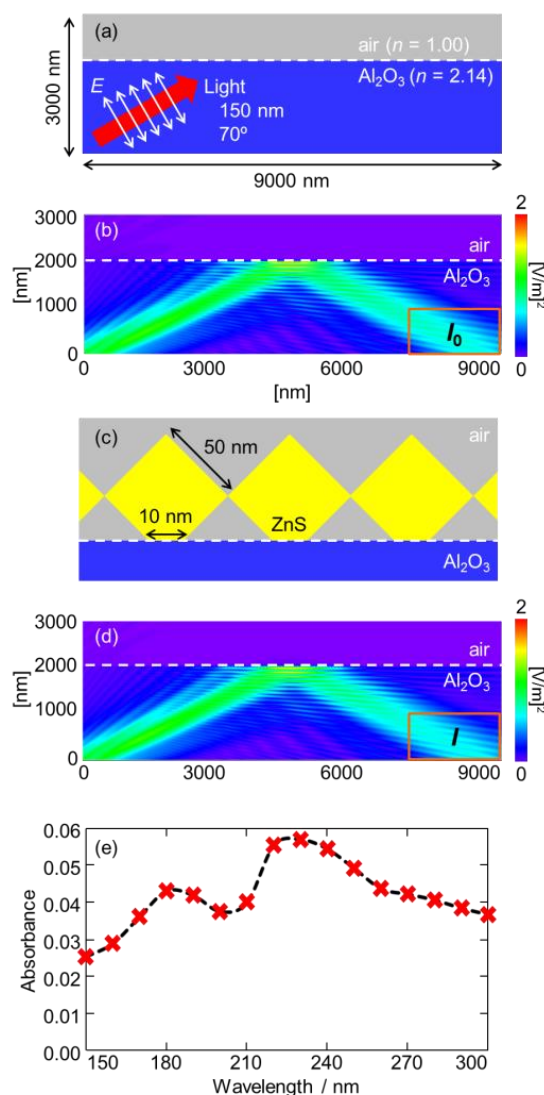 (a)
air (n = 1.00)
3000 nm
E
Light
150 nm
70º
Al₂O₃ (n = 2.14)
9000 nm
(b)
3000
2000
1000
0
[nm]
air
Al₂O₃
I₀
3000
6000
9000
[nm]
2
0
[V/m]²
(c)
air
50 nm
10 nm
ZnS
Al₂O₃
(d)
3000
2000
1000
0
[nm]
air
Al₂O₃
I
0
3000
6000
9000
2
0
[V/m]²
(e)
0.06
0.05
0.04
0.03
0.02
0.01
0.00
Absorbance
150
180
210
240
270
300
Wavelength / nm